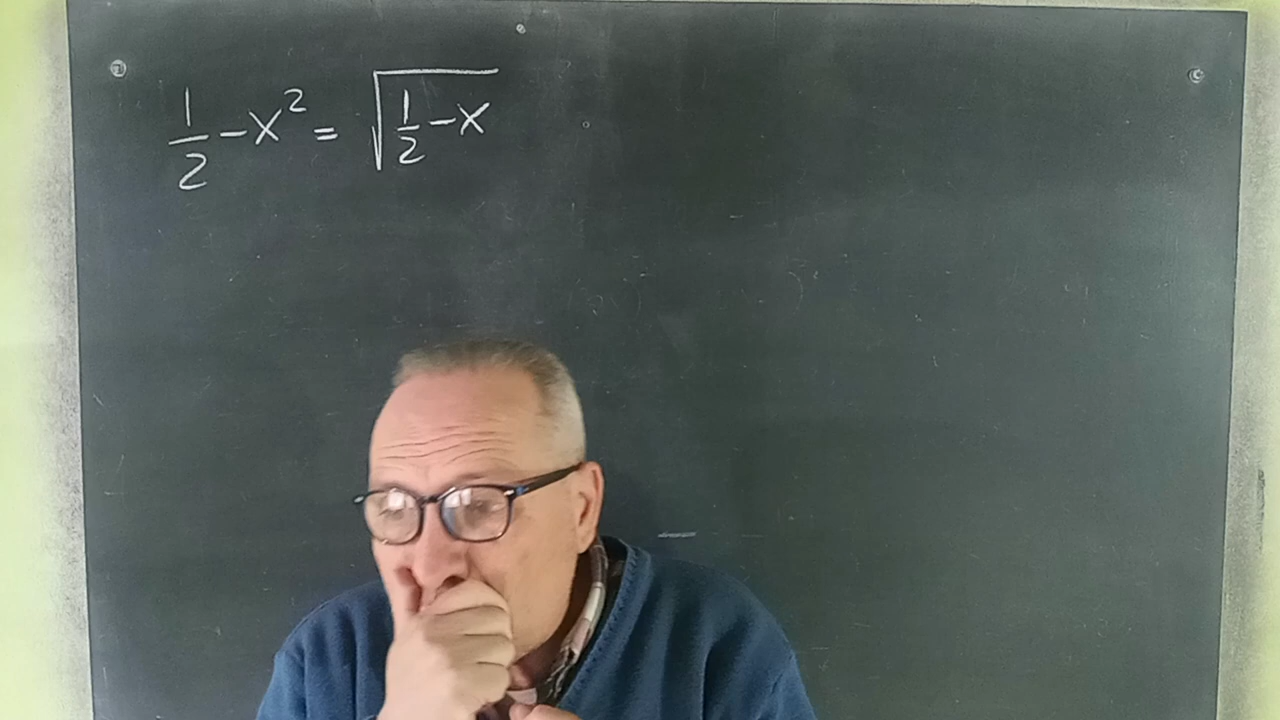 1/2 - x² = √(1/2 - x)